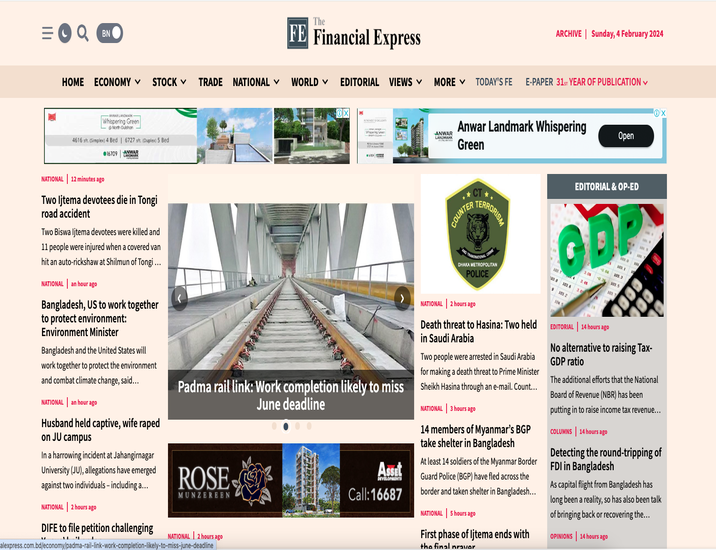 BN
FE
The
Financial Express
ARCHIVE | Sunday, 4 February 2024
HOME ECONOMY STOCK TRADE NATIONAL WORLD EDITORIAL VIEWS MORE TODAY'S FE E-PAPER 31st YEAR OF PUBLICATION
Whispering Green
4616 sft (Simplex) 4 Bed | 6727 sft (Duplex) 5 Bed
16709
ANWAR LANDMARK
ANWAR LANDMARK
Anwar Landmark Whispering
Green
Open
NATIONAL | 12 minutes ago
Two Ijtema devotees die in Tongi
road accident
Two Biswa Ijtema devotees were killed and
11 people were injured when a covered van
hit an auto-rickshaw at Shilmun of Tongi ...
NATIONAL | an hour ago
Bangladesh, US to work together
to protect environment:
Environment Minister
Bangladesh and the United States will
work together to protect the environment
and combat climate change, said...
NATIONAL | an hour ago
Husband held captive, wife raped
on JU campus
In a harrowing incident at Jahangirnagar
University (JU), allegations have emerged
against two individuals – including a...
NATIONAL | 2 hours ago
DIFE to file petition challenging
alexpress.com.bd/economy/padma-rail-link-work-completion-likely-to-miss-june-deadline
Padma rail link: Work completion likely to miss
June deadline
ROSE
MUNZEREEN
Asset
DEVELOPMENTS
Call:16687
NATIONAL | 2 hours ago
CT
COUNTER TERRORISM
DHAKA METROPOLITAN
POLICE
NATIONAL | 2 hours ago
Death threat to Hasina: Two held
in Saudi Arabia
Two people were arrested in Saudi Arabia
for making a death threat to Prime Minister
Sheikh Hasina through an e-mail. Count...
NATIONAL | 3 hours ago
14 members of Myanmar's BGP
take shelter in Bangladesh
At least 14 soldiers of the Myanmar Border
Guard Police (BGP) have fled across the
border and taken shelter in Bangladesh...
NATIONAL | 5 hours ago
First phase of Ijtema ends with
the final prayer
EDITORIAL & OP-ED
GDP
EDITORIAL | 14 hours ago
No alternative to raising Tax-
GDP ratio
The additional efforts that the National
Board of Revenue (NBR) has been
putting in to raise income tax revenue...
COLUMNS | 14 hours ago
Detecting the round-tripping of
FDI in Bangladesh
As capital flight from Bangladesh has
long been a reality, so has also been talk
of bringing back or recovering the...
OPINIONS | 14 hours ago